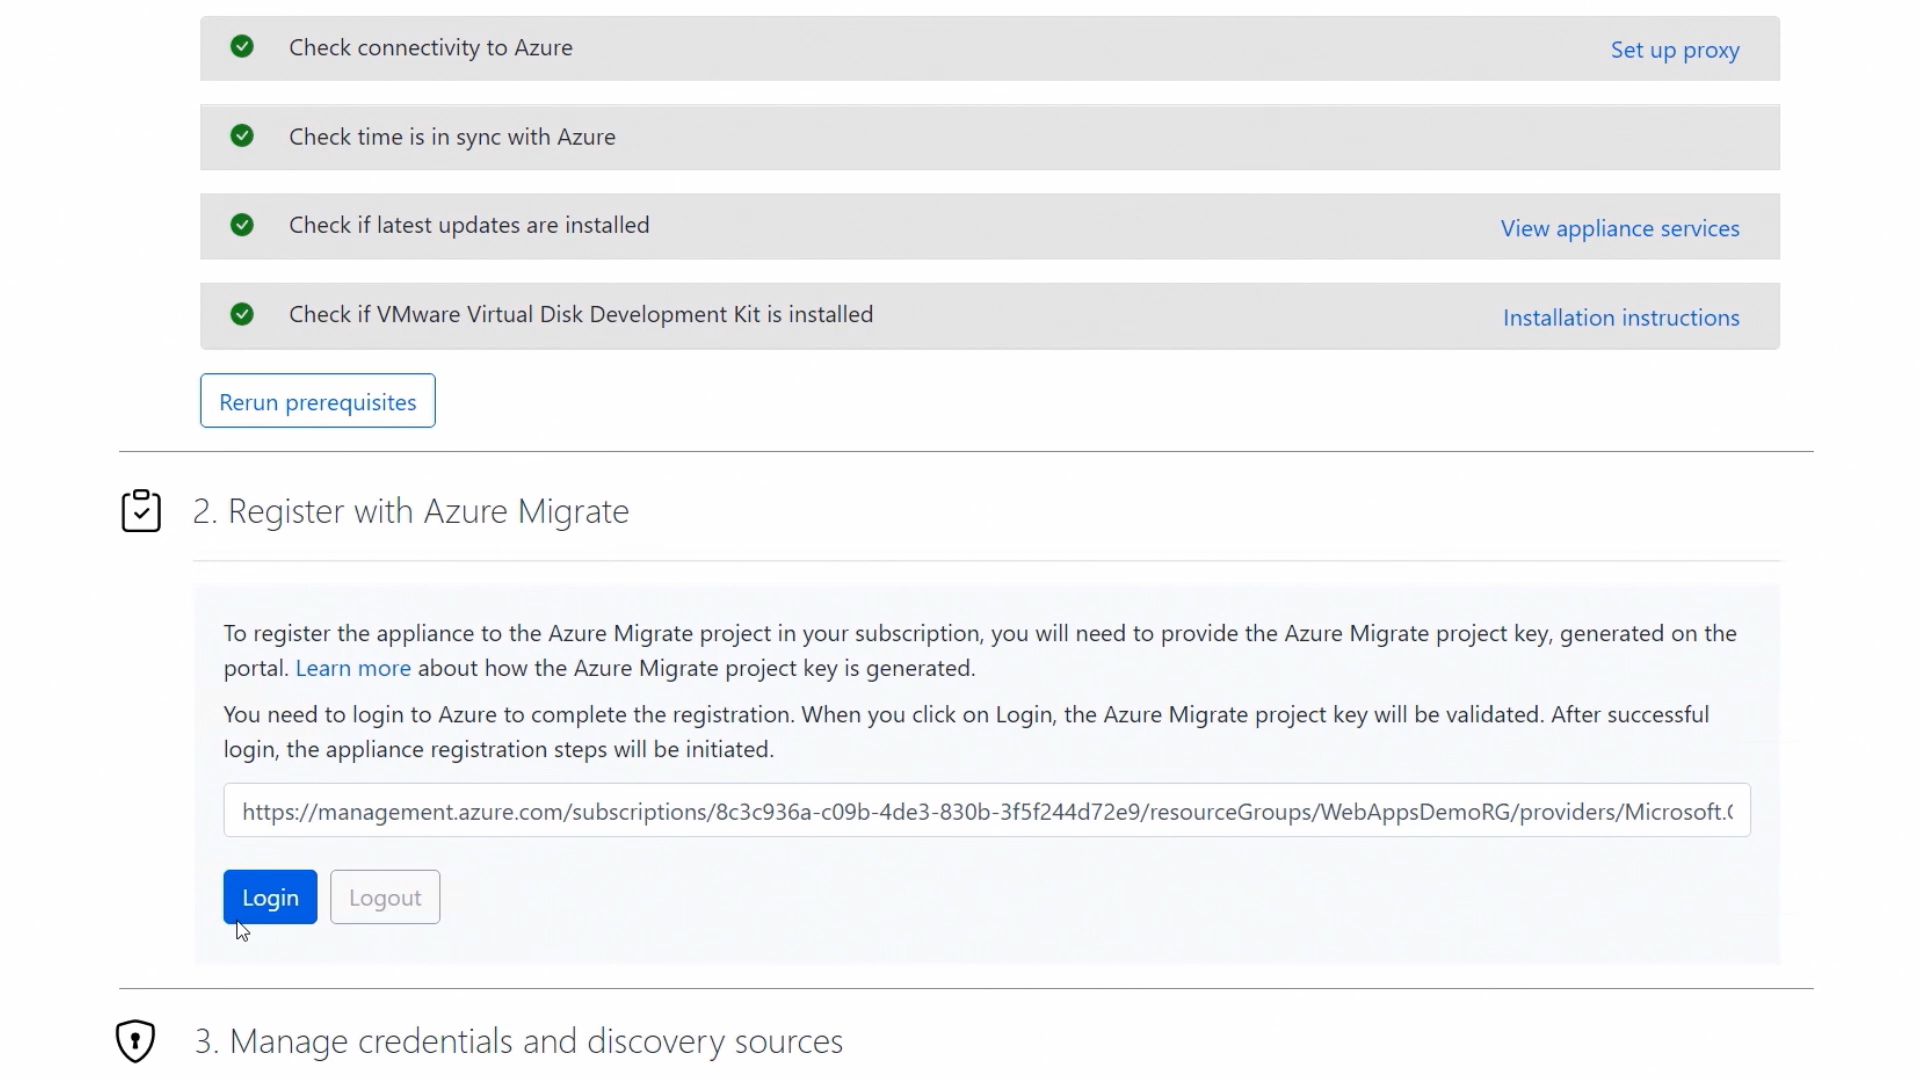 Check connectivity to Azure
Set up proxy
Check time is in sync with Azure
Check if latest updates are installed
View appliance services
Check if VMware Virtual Disk Development Kit is installed
Installation instructions
Rerun prerequisites
2. Register with Azure Migrate
To register the appliance to the Azure Migrate project in your subscription, you will need to provide the Azure Migrate project key, generated on the
portal. Learn more about how the Azure Migrate project key is generated.
You need to login to Azure to complete the registration. When you click on Login, the Azure Migrate project key will be validated. After successful
login, the appliance registration steps will be initiated.
https://management.azure.com/subscriptions/8c3c936a-c09b-4de3-830b-3f5f244d72e9/resourceGroups/WebAppsDemoRG/providers/Microsoft.
Login
Logout
3. Manage credentials and discovery sources